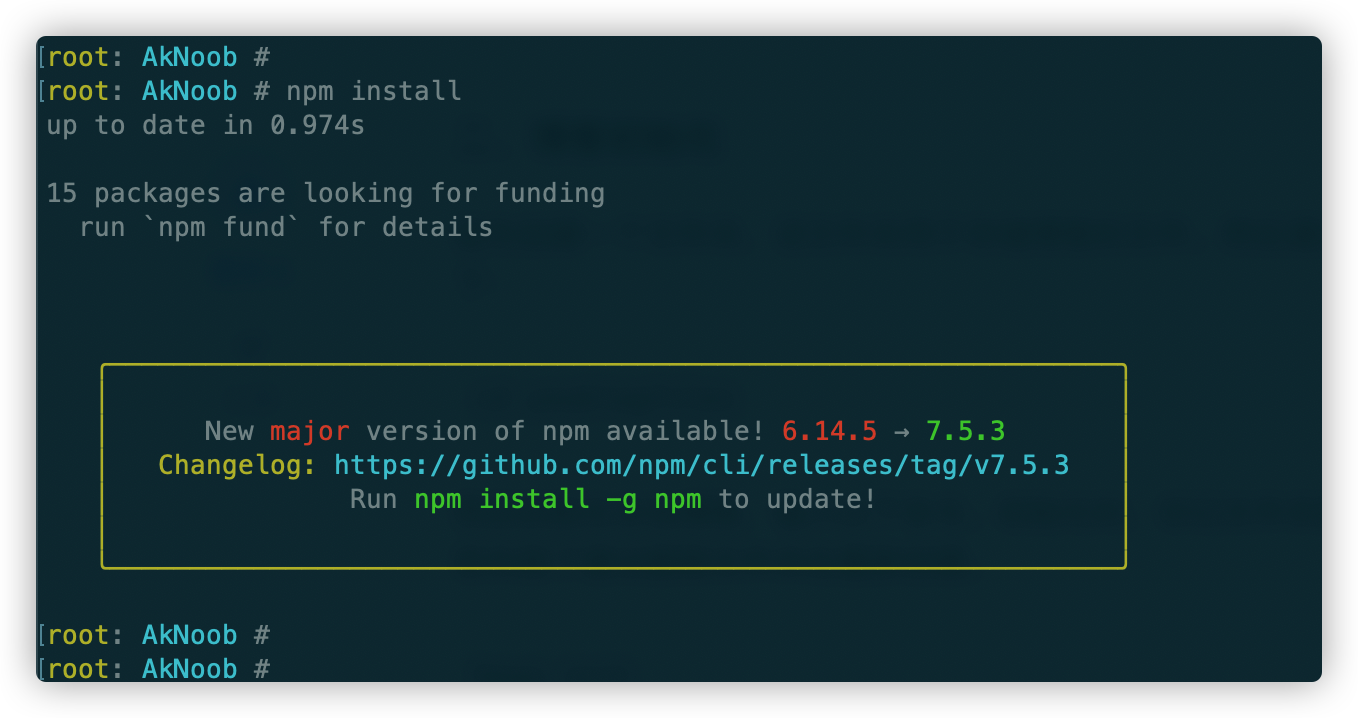 [root: AkNoob #
[root: AkNoob # npm install
up to date in 0.974s
15 packages are looking for funding
  run `npm fund` for details
New major version of npm available! 6.14.5 → 7.5.3
Changelog: https://github.com/npm/cli/releases/tag/v7.5.3
Run npm install -g npm to update!
[root: AkNoob #
[root: AkNoob #